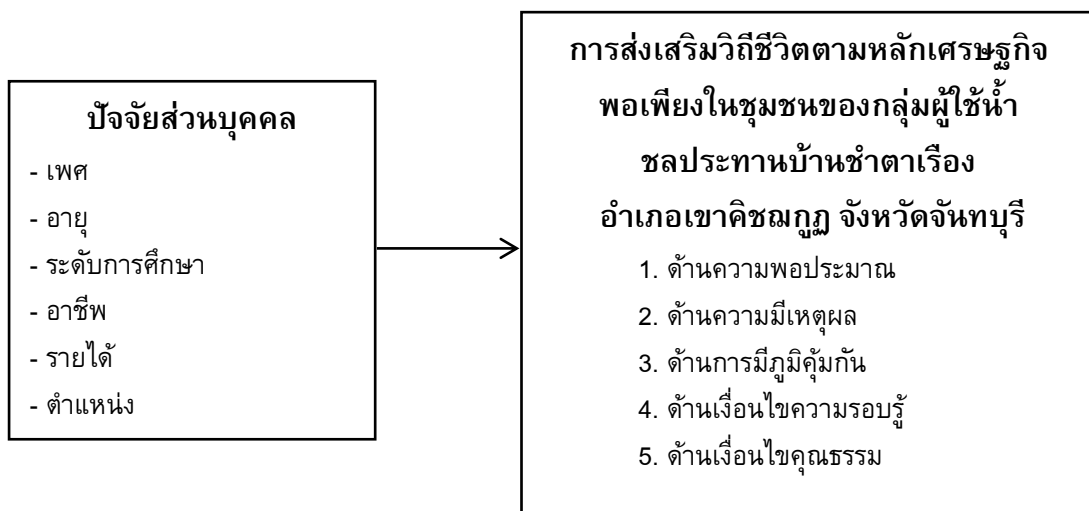 ปัจจัยส่วนบุคคล
- เพศ
- อายุ
- ระดับการศึกษา
- อาชีพ
- รายได้
- ตำแหน่ง
การส่งเสริมวิถีชีวิตตามหลักเศรษฐกิจ
พอเพียงในชุมชนของกลุ่มผู้ใช้น้ำ
ชลประทานบ้านชำตาเรือง
อำเภอเขาคิชฌกูฏ จังหวัดจันทบุรี
1. ด้านความพอประมาณ
2. ด้านความมีเหตุผล
3. ด้านการมีภูมิคุ้มกัน
4. ด้านเงื่อนไขความรอบรู้
5. ด้านเงื่อนไขคุณธรรม